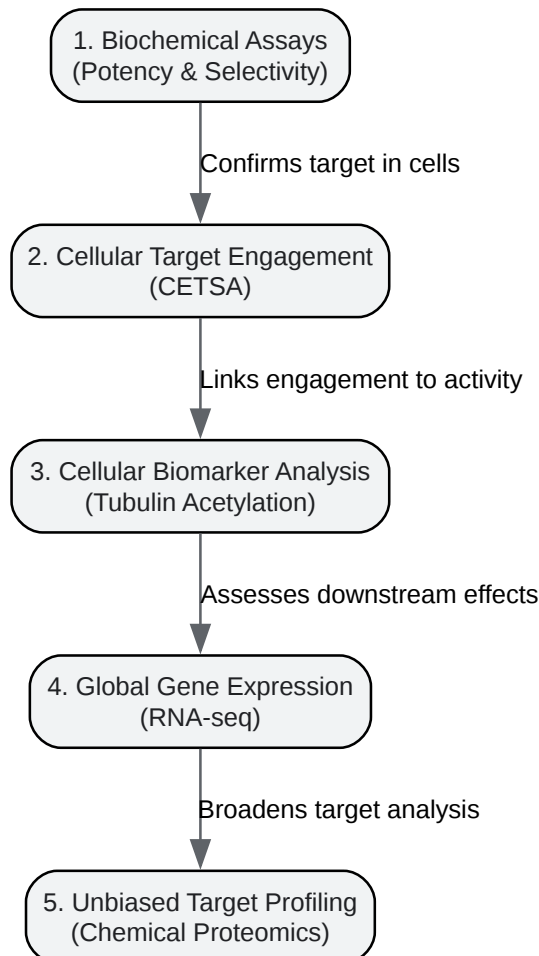 1. Biochemical Assays
(Potency & Selectivity)
Confirms target in cells
2. Cellular Target Engagement
(CETSA)
Links engagement to activity
3. Cellular Biomarker Analysis
(Tubulin Acetylation)
Assesses downstream effects
4. Global Gene Expression
(RNA-seq)
Broadens target analysis
5. Unbiased Target Profiling
(Chemical Proteomics)